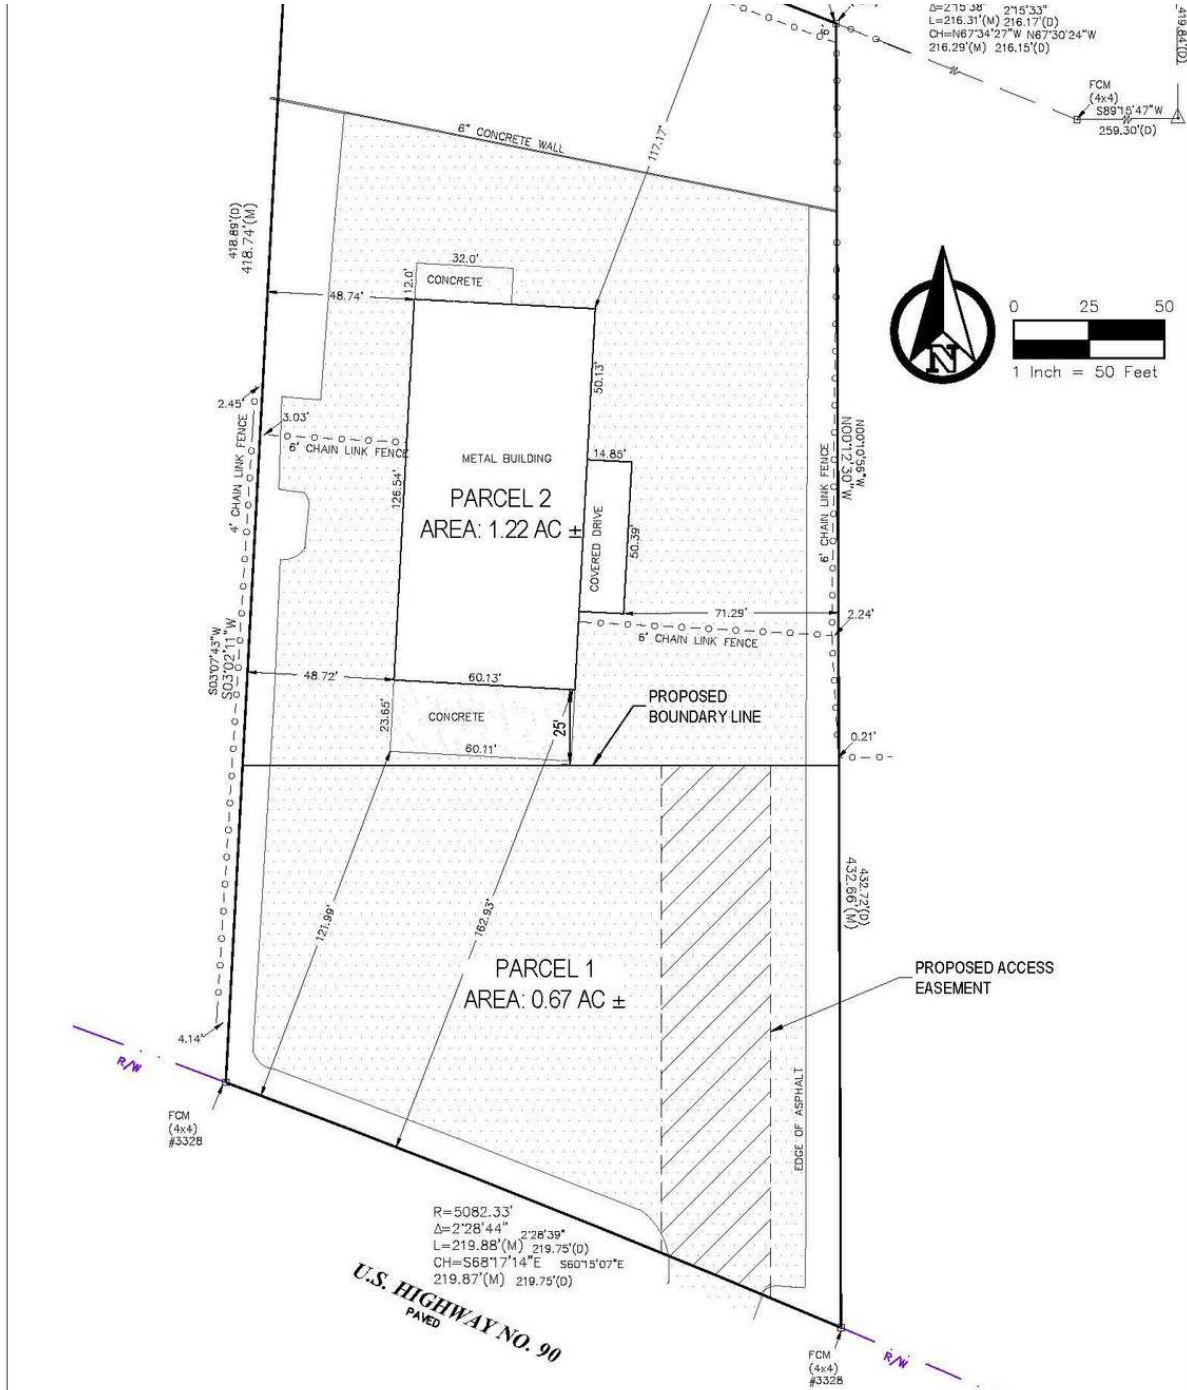 Δ=2°15'38" 2°15'33"
L=216.31'(M) 216.17'(D)
CH=N67°34'27"W N67°30'24"W
216.29'(M) 216.15'(D)
419.84'(D)
FCM
(4x4)
S89°15'47"W
259.30'(D)
6'
117.17'
6" CONCRETE WALL
418.89'(D)
418.74'(M)
32.0'
12.0'
CONCRETE
48.74'
0 25 50
N
1 Inch = 50 Feet
50.13'
2.45'
3.03'
6' CHAIN LINK FENCE
4' CHAIN LINK FENCE
METAL BUILDING
14.85'
126.54'
PARCEL 2
AREA: 1.22 AC ±
COVERED DRIVE
50.39'
6' CHAIN LINK FENCE
N00°10'56"W
N00°12'30"W
71.29'
2.24'
6' CHAIN LINK FENCE
S03°07'43"W
S03°02'11"W
48.72'
60.13'
PROPOSED
BOUNDARY LINE
23.65'
CONCRETE
25'
60.11'
0.21'
432.72'(D)
432.66'(M)
121.99'
162.93'
PARCEL 1
AREA: 0.67 AC ±
PROPOSED ACCESS
EASEMENT
4.14'
R/W
FCM
(4x4)
#3328
EDGE OF ASPHALT
R=5082.33'
Δ=2°28'44" 2°28'39"
L=219.88'(M) 219.75'(D)
CH=S68°17'14"E S60°15'07"E
219.87'(M) 219.75'(D)
U.S. HIGHWAY NO. 90
PAVED
FCM
(4x4)
#3328
R/W